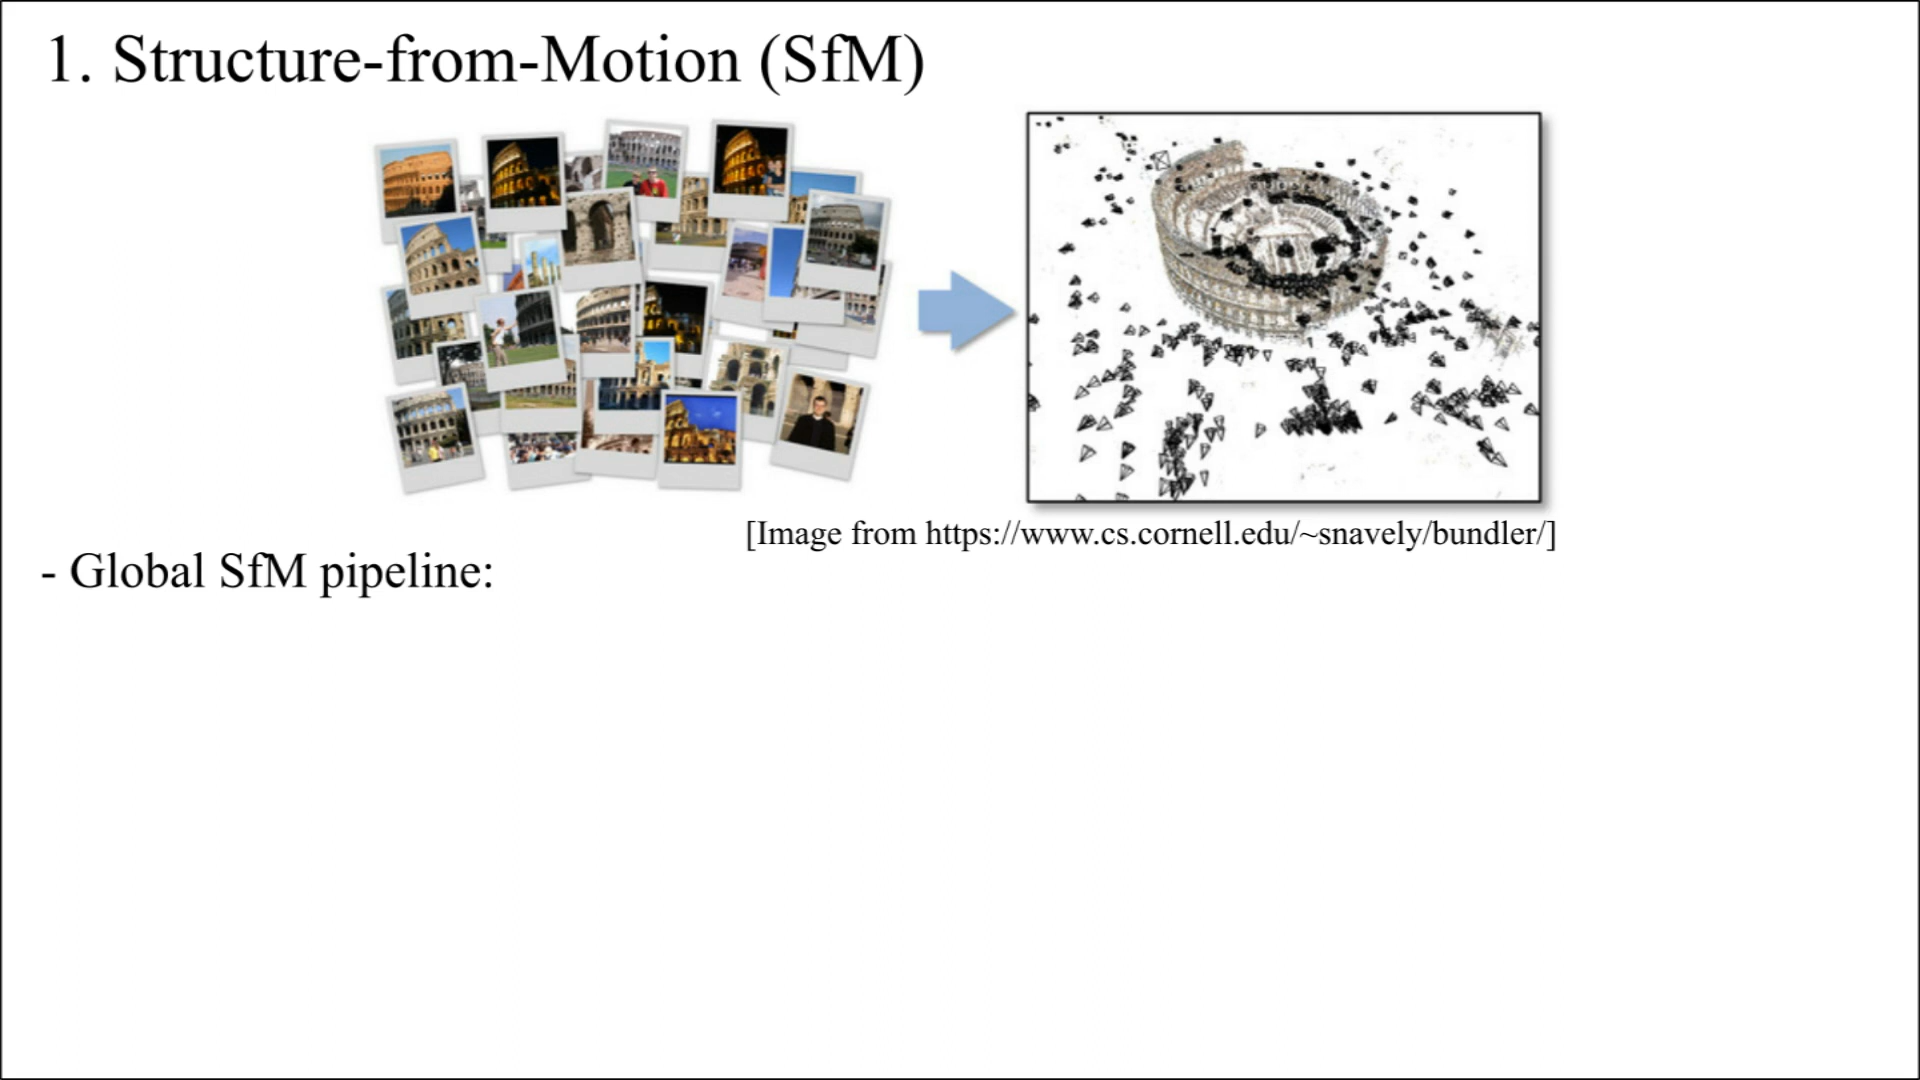 1. Structure-from-Motion (SfM)
[Image from https://www.cs.cornell.edu/~snavely/bundler/]
- Global SfM pipeline: